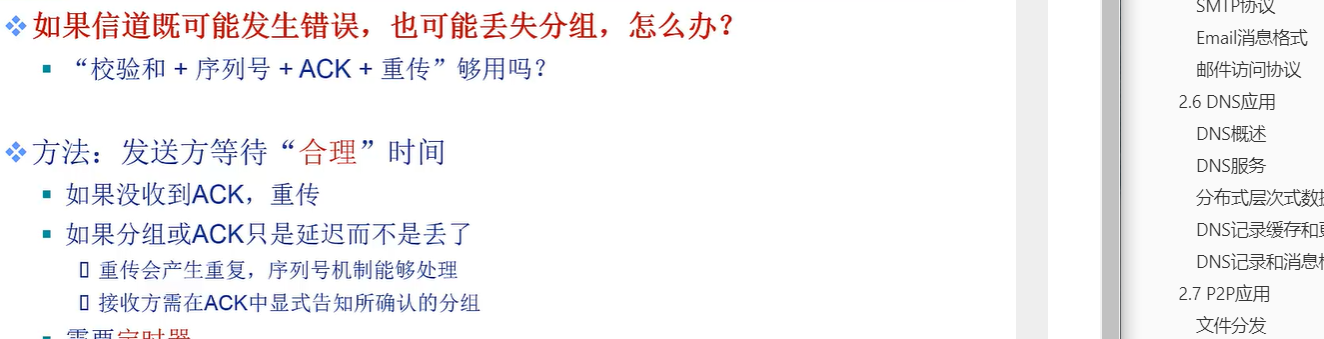 如果信道既可能发生错误，也可能丢失分组，怎么办？
“校验和 + 序列号 + ACK + 重传”够用吗？
方法：发送方等待“合理”时间
如果没收到ACK，重传
如果分组或ACK只是延迟而不是丢了
重传会产生重复，序列号机制能够处理
接收方需在ACK中显式告知所确认的分组
需要定时器
SMTP协议
Email消息格式
邮件访问协议
2.6 DNS应用
DNS概述
DNS服务
分布式层次式数
DNS记录缓存和
DNS记录和消息
2.7 P2P应用
文件分发